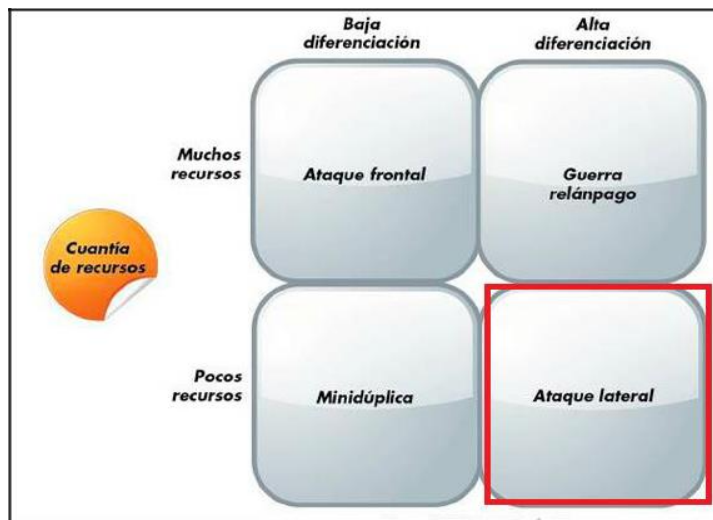 Baja
diferenciación
Alta
diferenciación
Muchos
recursos
Ataque frontal
Guerra
relánpago
Cuantía
de recursos
Pocos
recursos
Minidúplica
Ataque lateral